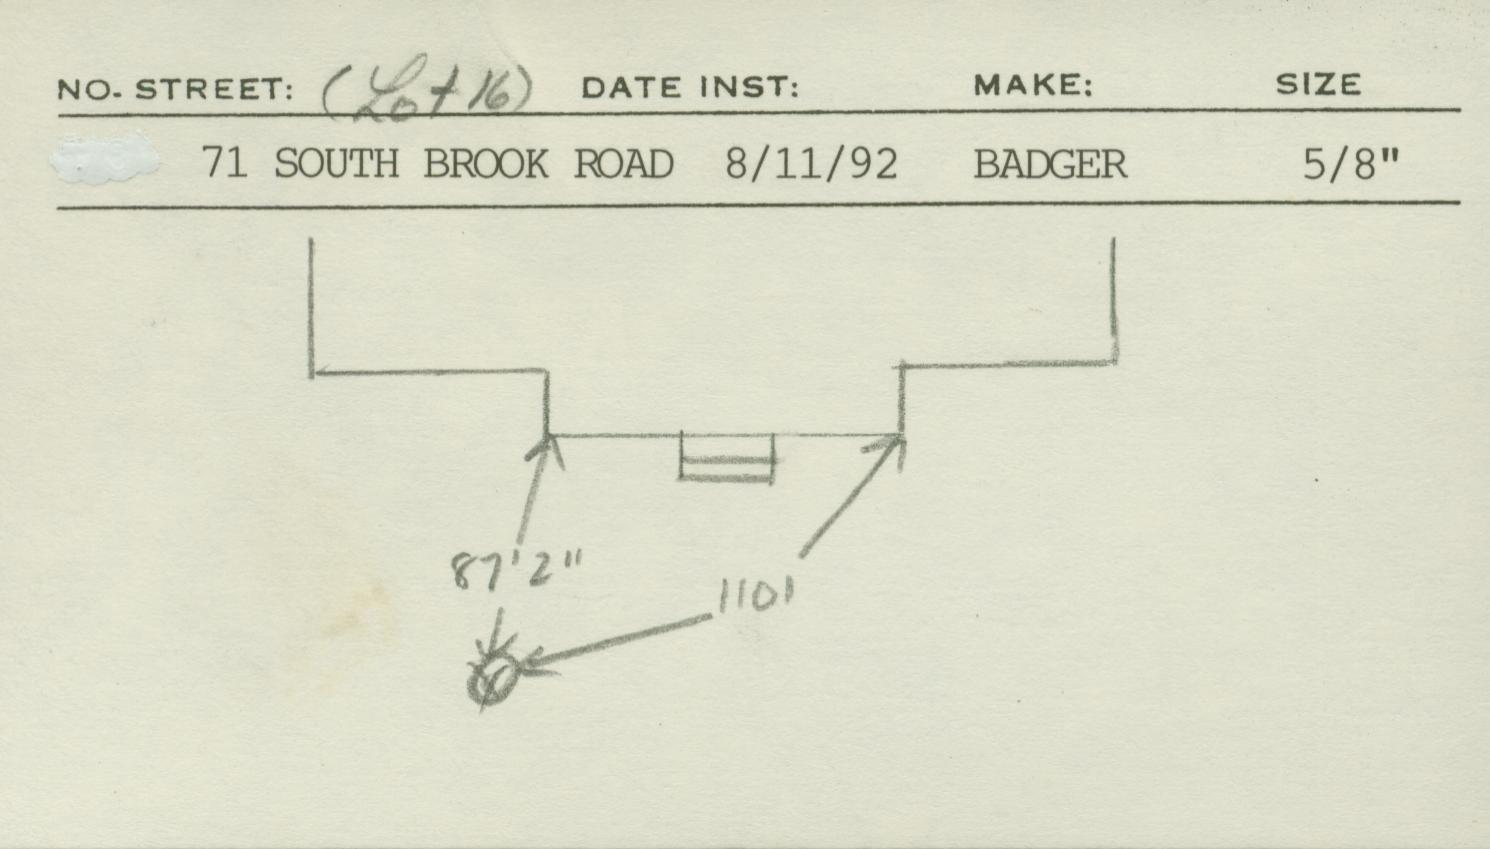 NO. STREET: (Lot 16) DATE INST: MAKE: SIZE
71 SOUTH BROOK ROAD 8/11/92 BADGER 5/8"
87'2"
110'